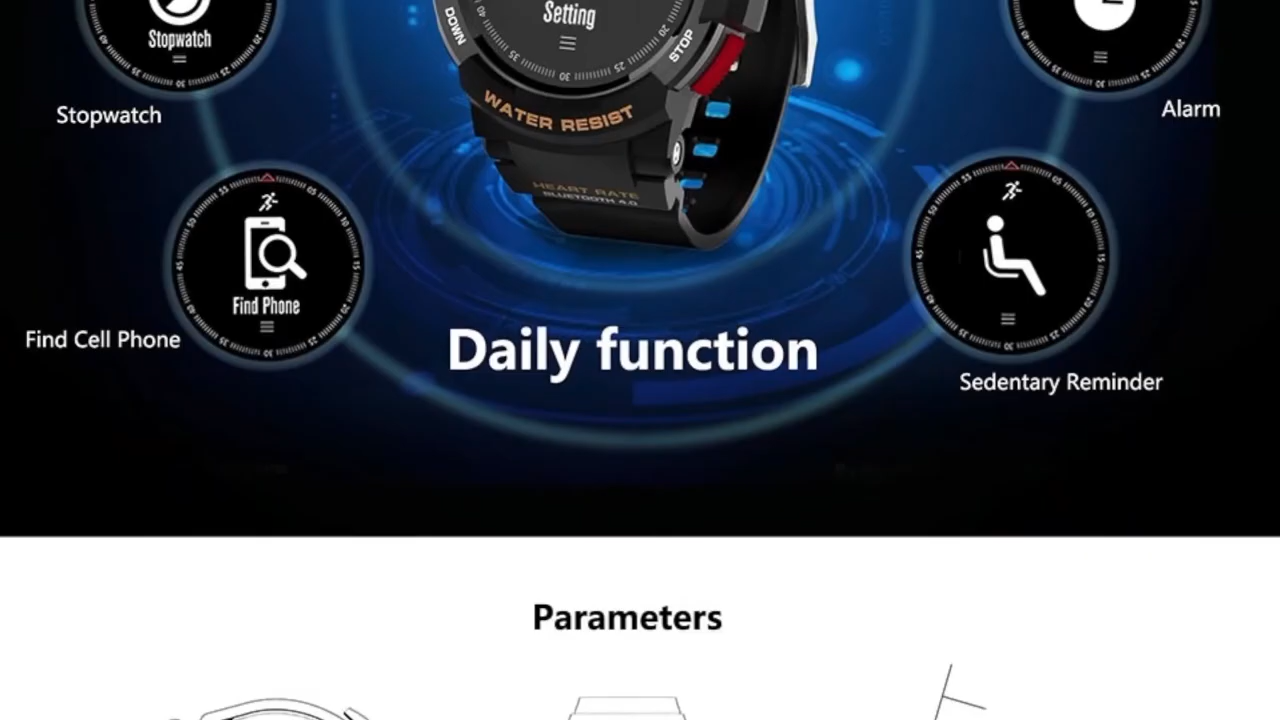 Setting
DOWN
STOP
Stopwatch
Stopwatch
Alarm
WATER RESIST
HEART RATE
BLUETOOTH 4.0
Find Phone
Find Cell Phone
Sedentary Reminder
Daily function
Parameters